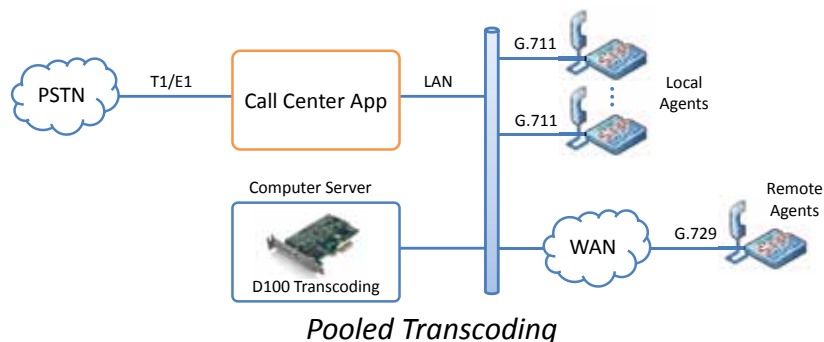 PSTN
T1/E1
Call Center App
LAN
G.711
G.711
Local
Agents
Computer Server
D100 Transcoding
WAN
G.729
Remote
Agents
Pooled Transcoding